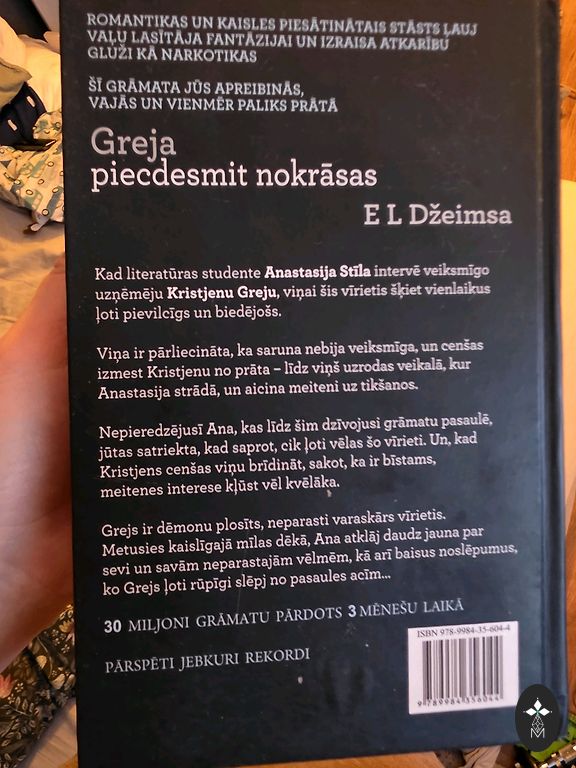 ROMANTIKAS UN KAISLES PIESĀTINĀTAIS STĀSTS ĻAUJ
VAĻU LASĪTĀJA FANTĀZIJAI UN IZRAISA ATKARĪBU
GLUŽI KĀ NARKOTIKAS
ŠĪ GRĀMATA JŪS APREIBINĀS,
VAJĀS UN VIENMĒR PALIKS PRĀTĀ
Greja
piecdesmit nokrāsas
E L Džeimsa
Kad literatūras studente Anastasija Stīla intervē veiksmīgo
uzņēmēju Kristjenu Greju, viņai šis vīrietis šķiet vienlaikus
ļoti pievilcīgs un biedējošs.
Viņa ir pārliecināta, ka saruna nebija veiksmīga, un cenšas
izmest Kristjenu no prāta – līdz viņš uzrodas veikalā, kur
Anastasija strādā, un aicina meiteni uz tikšanos.
Nepieredzējusī Ana, kas līdz šim dzīvojusi grāmatu pasaulē,
jūtas satriekta, kad saprot, cik ļoti vēlas šo vīrieti. Un, kad
Kristjens cenšas viņu brīdināt, sakot, ka ir bīstams,
meitenes interese kļūst vēl kvēlāka.
Grejs ir dēmonu plosīts, neparasti varaskārs vīrietis.
Metusies kaislīgajā mīlas dēkā, Ana atklāj daudz jauna par
sevi un savām neparastajām vēlmēm, kā arī baisus noslēpumus,
ko Grejs ļoti rūpīgi slēpj no pasaules acīm...
30 MILJONI GRĀMATU PĀRDOTS 3 MĒNEŠU LAIKĀ
PĀRSPĒTI JEBKURI REKORDI
ISBN 978-9984-35-604-4
9 789984 356044
M